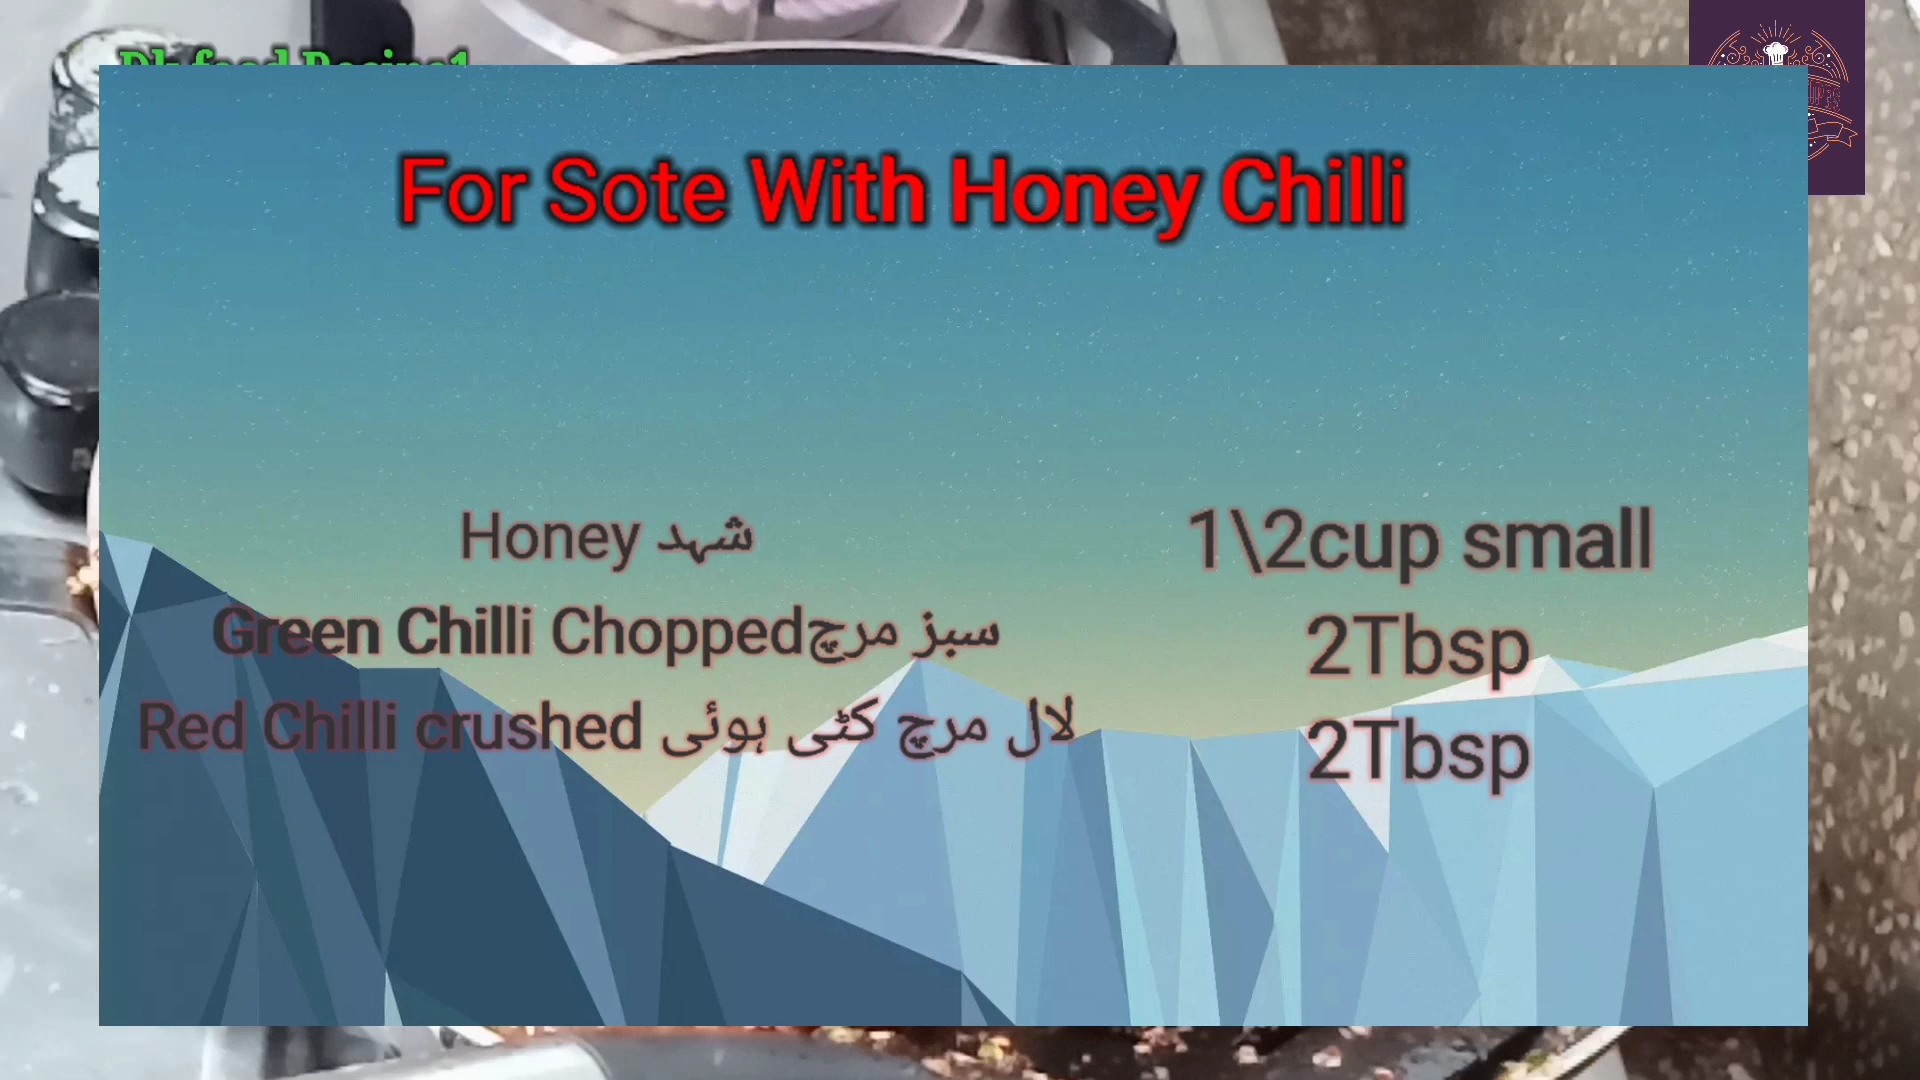 For Sote With Honey Chilli
Honey شہد 1\2cup small
Green Chilli Choppedسبز مرچ 2Tbsp
Red Chilli crushed لال مرچ کٹی ہوئی 2Tbsp